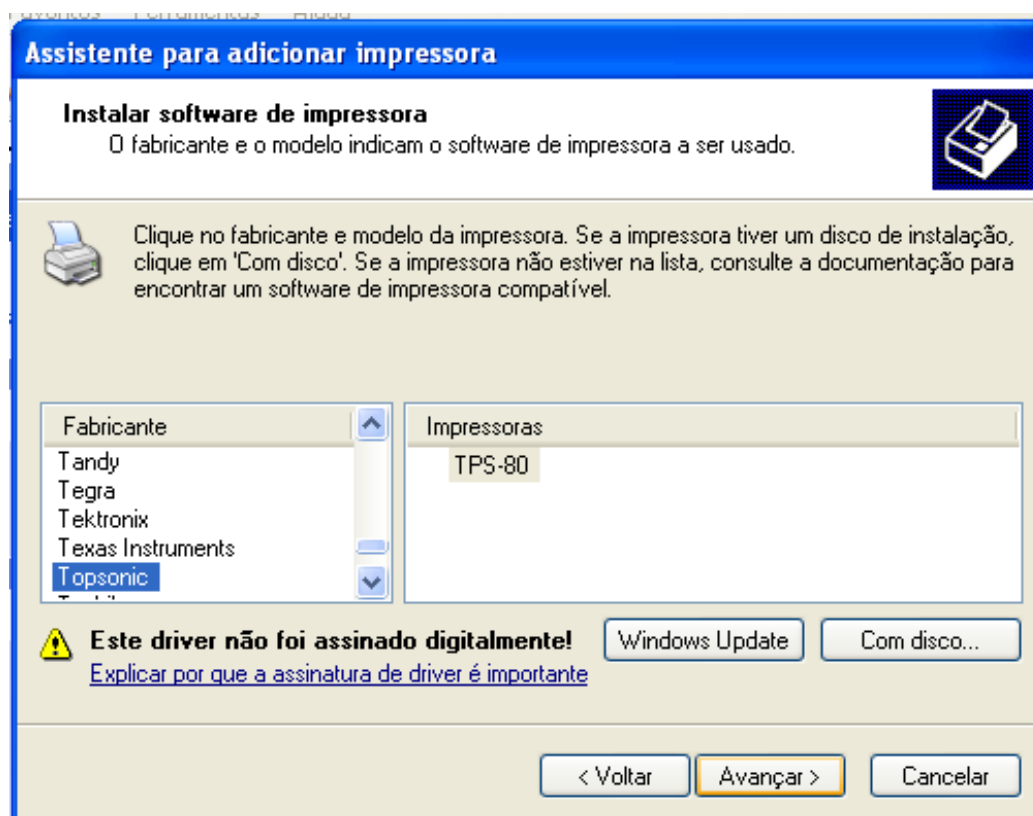 Favoritos Ferramentas Ajuda
Assistente para adicionar impressora
Instalar software de impressora
O fabricante e o modelo indicam o software de impressora a ser usado.
Clique no fabricante e modelo da impressora. Se a impressora tiver um disco de instalação,
clique em 'Com disco'. Se a impressora não estiver na lista, consulte a documentação para
encontrar um software de impressora compatível.
Fabricante
Tandy
Tegra
Tektronix
Texas Instruments
Topsonic
Impressoras
TPS-80
Este driver não foi assinado digitalmente!
Explicar por que a assinatura de driver é importante
Windows Update
Com disco...
< Voltar
Avançar >
Cancelar